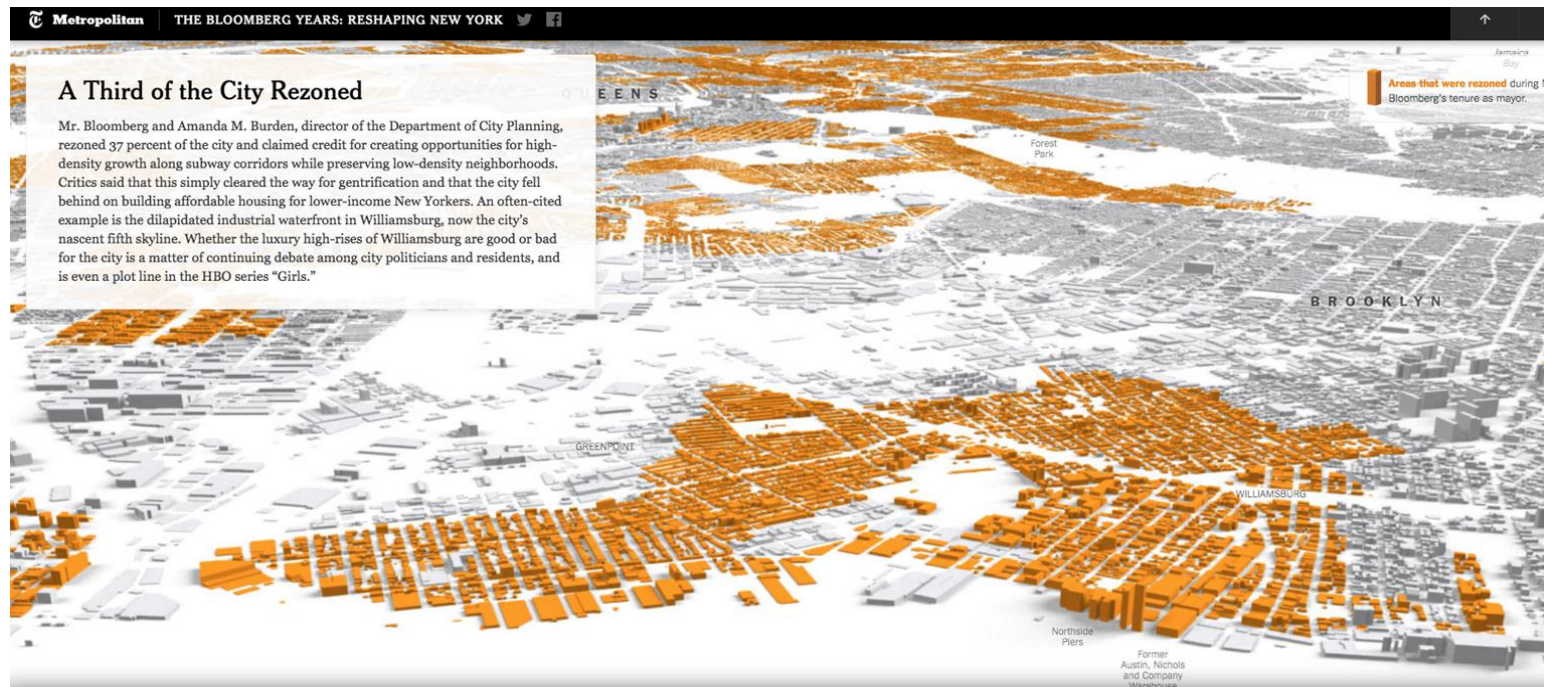 Metropolitan THE BLOOMBERG YEARS: RESHAPING NEW YORK
A Third of the City Rezoned
Mr. Bloomberg and Amanda M. Burden, director of the Department of City Planning,
rezoned 37 percent of the city and claimed credit for creating opportunities for high-
density growth along subway corridors while preserving low-density neighborhoods.
Critics said that this simply cleared the way for gentrification and that the city fell
behind on building affordable housing for lower-income New Yorkers. An often-cited
example is the dilapidated industrial waterfront in Williamsburg, now the city's
nascent fifth skyline. Whether the luxury high-rises of Williamsburg are good or bad
for the city is a matter of continuing debate among city politicians and residents, and
is even a plot line in the HBO series “Girls.”
QUEENS
Jamaica
Bay
Areas that were rezoned during
Bloomberg's tenure as mayor.
Forest
Park
BROOKLYN
GREENPOINT
WILLIAMSBURG
Northside
Piers
Former
Austin, Nichols
and Company
Warehouse